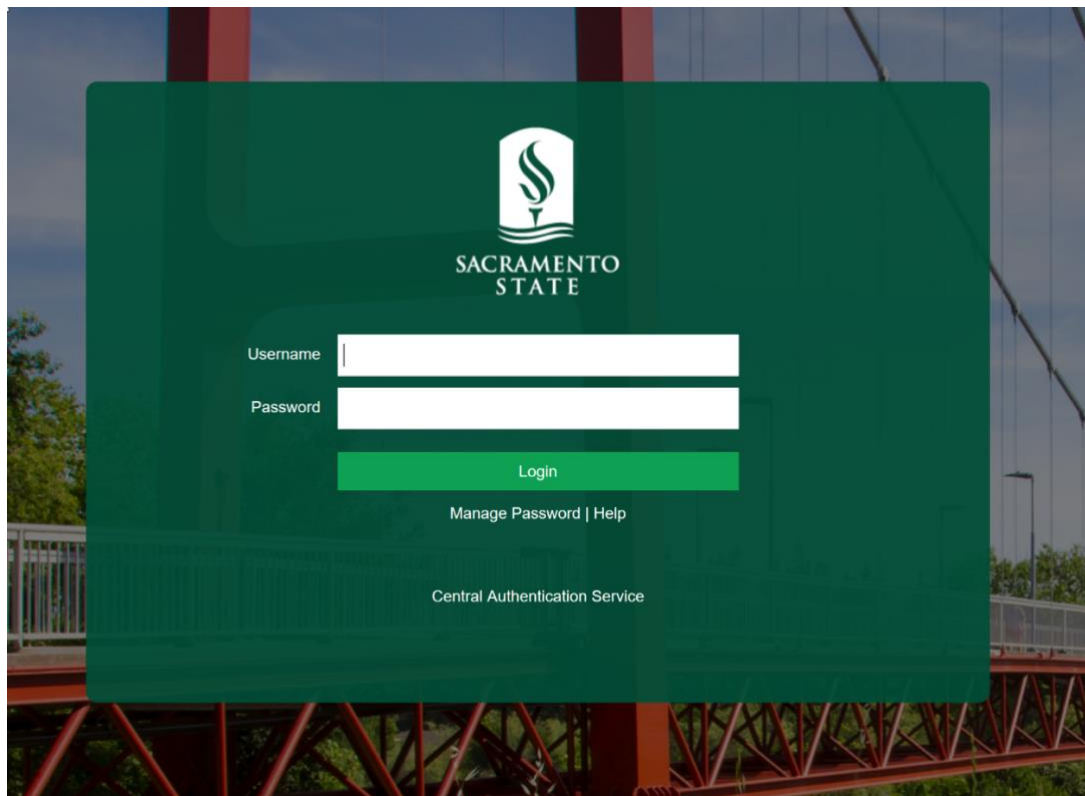 SACRAMENTO
STATE
Username
Password
Login
Manage Password | Help
Central Authentication Service